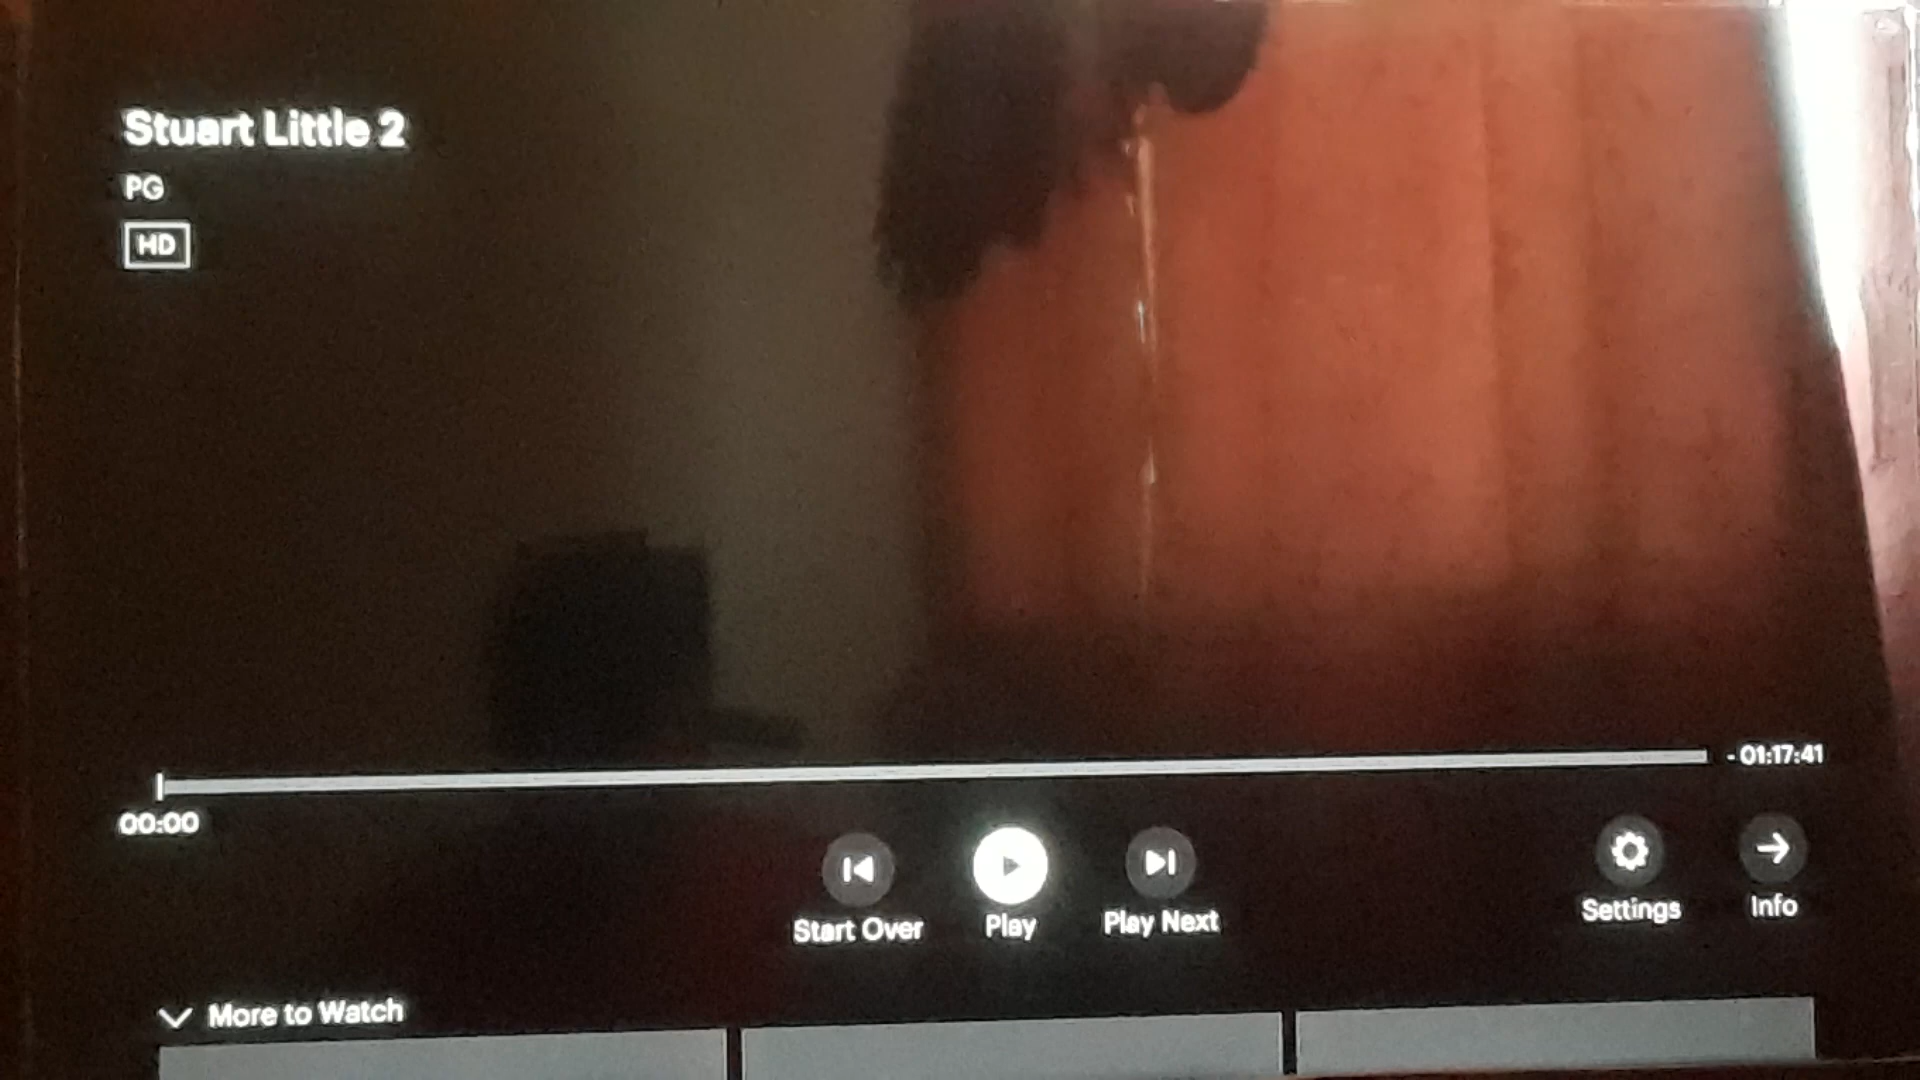 Stuart Little 2
PG
HD
- 01:17:41
00:00
Start Over
Play
Play Next
Settings
Info
More to Watch